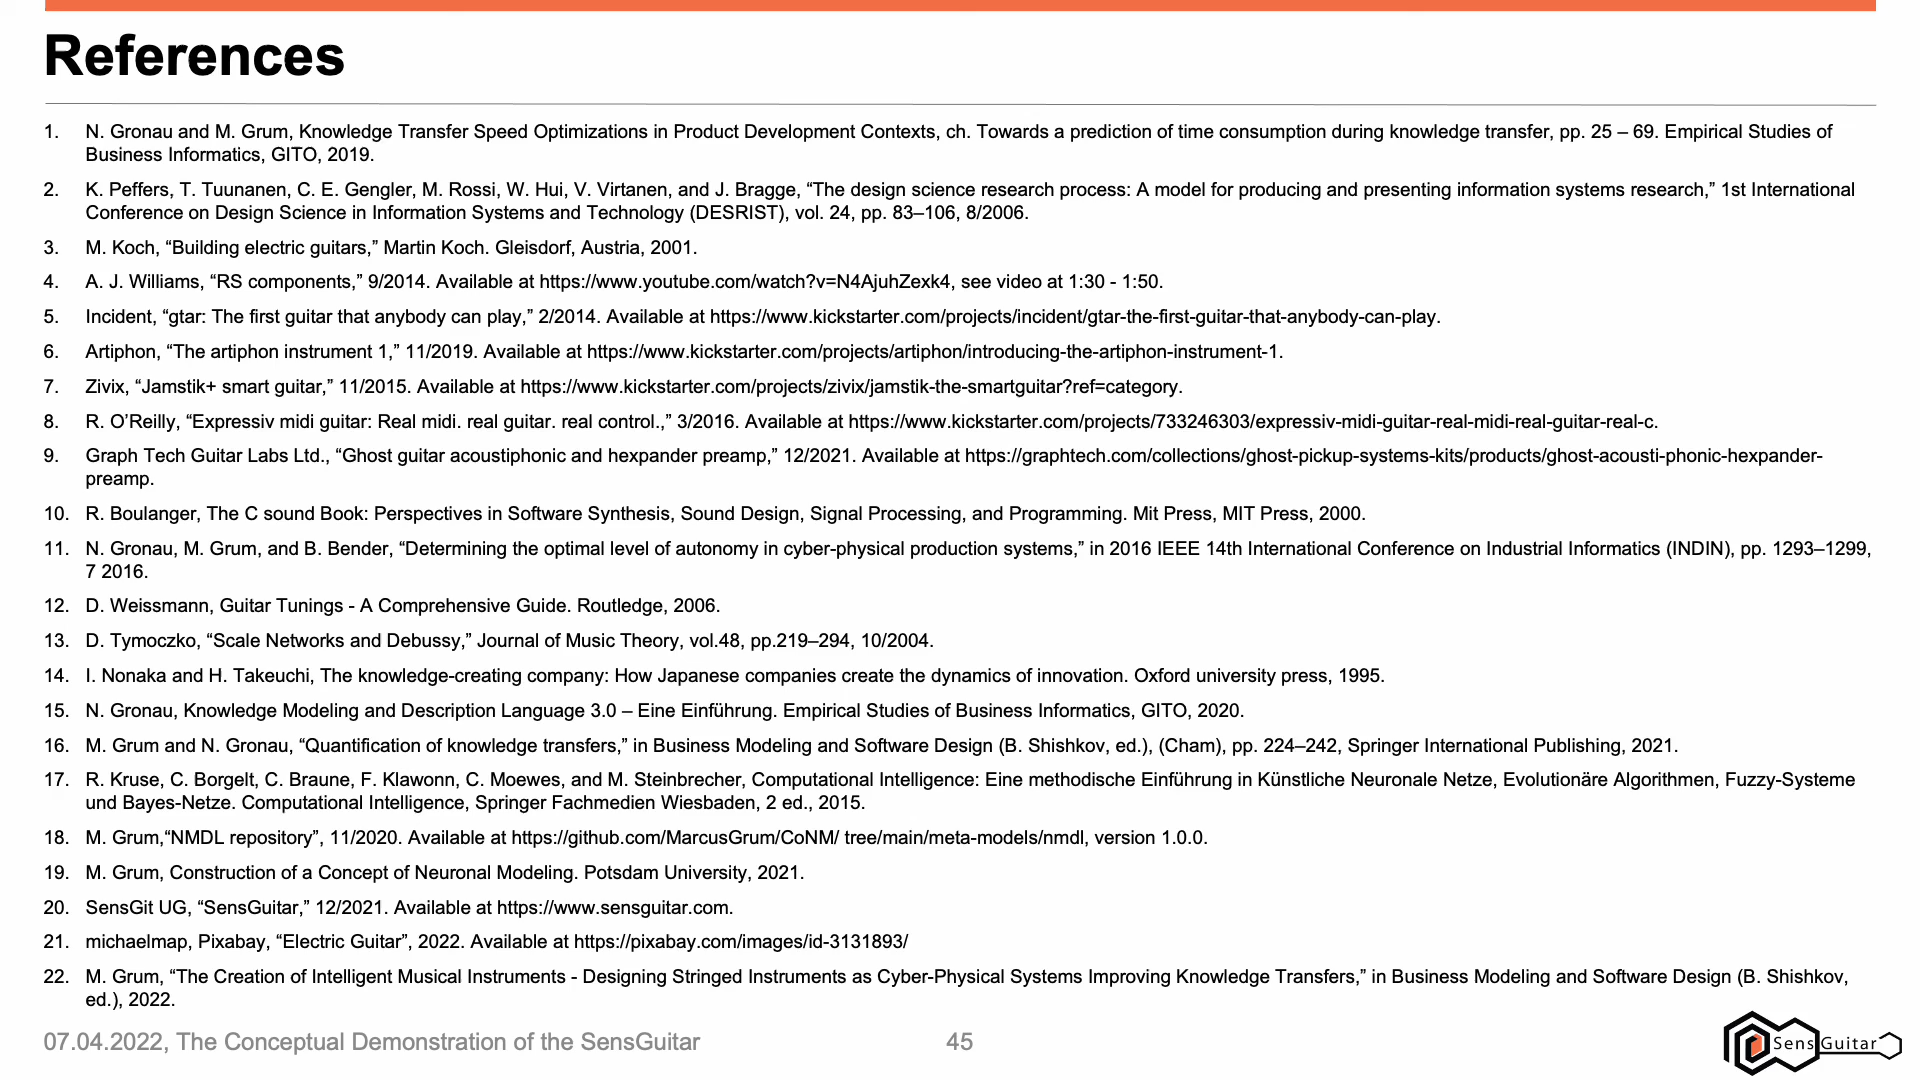 References
1. N. Gronau and M. Grum, Knowledge Transfer Speed Optimizations in Product Development Contexts, ch. Towards a prediction of time consumption during knowledge transfer, pp. 25 – 69. Empirical Studies of
Business Informatics, GITO, 2019.
2. K. Peffers, T. Tuunanen, C. E. Gengler, M. Rossi, W. Hui, V. Virtanen, and J. Bragge, “The design science research process: A model for producing and presenting information systems research,” 1st International
Conference on Design Science in Information Systems and Technology (DESRIST), vol. 24, pp. 83–106, 8/2006.
3. M. Koch, “Building electric guitars,” Martin Koch. Gleisdorf, Austria, 2001.
4. A. J. Williams, “RS components,” 9/2014. Available at https://www.youtube.com/watch?v=N4AjuhZexk4, see video at 1:30 - 1:50.
5. Incident, “gtar: The first guitar that anybody can play,” 2/2014. Available at https://www.kickstarter.com/projects/incident/gtar-the-first-guitar-that-anybody-can-play.
6. Artiphon, “The artiphon instrument 1,” 11/2019. Available at https://www.kickstarter.com/projects/artiphon/introducing-the-artiphon-instrument-1.
7. Zivix, “Jamstik+ smart guitar,” 11/2015. Available at https://www.kickstarter.com/projects/zivix/jamstik-the-smartguitar?ref=category.
8. R. O’Reilly, “Expressiv midi guitar: Real midi. real guitar. real control.,” 3/2016. Available at https://www.kickstarter.com/projects/733246303/expressiv-midi-guitar-real-midi-real-guitar-real-c.
9. Graph Tech Guitar Labs Ltd., “Ghost guitar acoustiphonic and hexpander preamp,” 12/2021. Available at https://graphtech.com/collections/ghost-pickup-systems-kits/products/ghost-acousti-phonic-hexpander-
preamp.
10. R. Boulanger, The C sound Book: Perspectives in Software Synthesis, Sound Design, Signal Processing, and Programming. Mit Press, MIT Press, 2000.
11. N. Gronau, M. Grum, and B. Bender, “Determining the optimal level of autonomy in cyber-physical production systems,” in 2016 IEEE 14th International Conference on Industrial Informatics (INDIN), pp. 1293–1299,
7 2016.
12. D. Weissmann, Guitar Tunings - A Comprehensive Guide. Routledge, 2006.
13. D. Tymoczko, “Scale Networks and Debussy,” Journal of Music Theory, vol.48, pp.219–294, 10/2004.
14. I. Nonaka and H. Takeuchi, The knowledge-creating company: How Japanese companies create the dynamics of innovation. Oxford university press, 1995.
15. N. Gronau, Knowledge Modeling and Description Language 3.0 – Eine Einführung. Empirical Studies of Business Informatics, GITO, 2020.
16. M. Grum and N. Gronau, “Quantification of knowledge transfers,” in Business Modeling and Software Design (B. Shishkov, ed.), (Cham), pp. 224–242, Springer International Publishing, 2021.
17. R. Kruse, C. Borgelt, C. Braune, F. Klawonn, C. Moewes, and M. Steinbrecher, Computational Intelligence: Eine methodische Einführung in Künstliche Neuronale Netze, Evolutionäre Algorithmen, Fuzzy-Systeme
und Bayes-Netze. Computational Intelligence, Springer Fachmedien Wiesbaden, 2 ed., 2015.
18. M. Grum,“NMDL repository”, 11/2020. Available at https://github.com/MarcusGrum/CoNM/ tree/main/meta-models/nmdl, version 1.0.0.
19. M. Grum, Construction of a Concept of Neuronal Modeling. Potsdam University, 2021.
20. SensGit UG, “SensGuitar,” 12/2021. Available at https://www.sensguitar.com.
21. michaelmap, Pixabay, “Electric Guitar”, 2022. Available at https://pixabay.com/images/id-3131893/
22. M. Grum, “The Creation of Intelligent Musical Instruments - Designing Stringed Instruments as Cyber-Physical Systems Improving Knowledge Transfers,” in Business Modeling and Software Design (B. Shishkov,
ed.), 2022.
07.04.2022, The Conceptual Demonstration of the SensGuitar
45
Sens Guitar